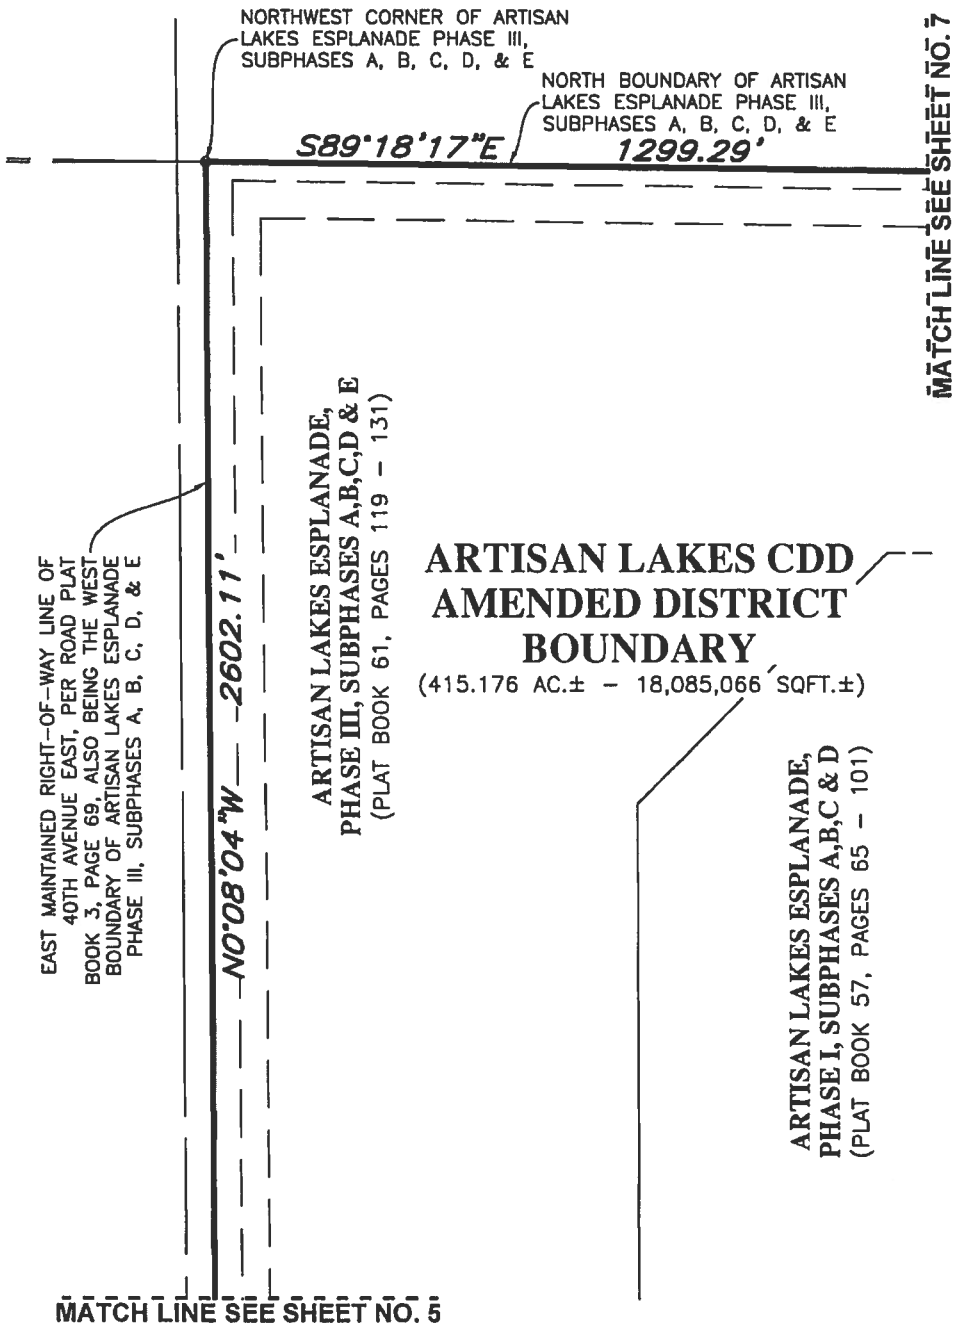 NORTHWEST CORNER OF ARTISAN
LAKES ESPLANADE PHASE III,
SUBPHASES A, B, C, D, & E
NORTH BOUNDARY OF ARTISAN
LAKES ESPLANADE PHASE III,
SUBPHASES A, B, C, D, & E
S89°18'17"E 1299.29'
MATCH LINE SEE SHEET NO. 7
EAST MAINTAINED RIGHT-OF-WAY LINE OF
40TH AVENUE EAST, PER ROAD PLAT
BOOK 3, PAGE 69, ALSO BEING THE WEST
BOUNDARY OF ARTISAN LAKES ESPLANADE
PHASE III, SUBPHASES A, B, C, D, & E
N0°08'04"W 2602.11'
ARTISAN LAKES ESPLANADE,
PHASE III, SUBPHASES A,B,C,D & E
(PLAT BOOK 61, PAGES 119 - 131)
ARTISAN LAKES CDD
AMENDED DISTRICT
BOUNDARY
(415.176 AC.± - 18,085,066 SQFT.±)
ARTISAN LAKES ESPLANADE,
PHASE I, SUBPHASES A,B,C & D
(PLAT BOOK 57, PAGES 65 - 101)
MATCH LINE SEE SHEET NO. 5